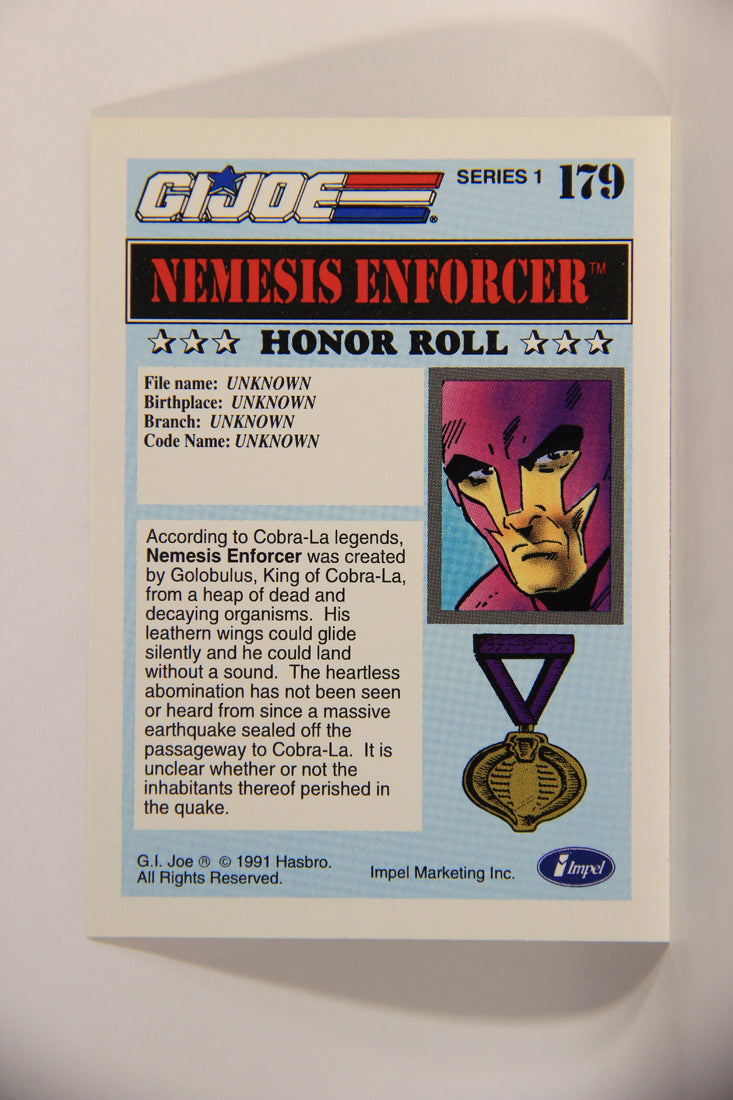 G.I. JOE ®
SERIES 1 179
NEMESIS ENFORCER™
HONOR ROLL
File name: UNKNOWN
Birthplace: UNKNOWN
Branch: UNKNOWN
Code Name: UNKNOWN
According to Cobra-La legends,
Nemesis Enforcer was created
by Golobulus, King of Cobra-La,
from a heap of dead and
decaying organisms. His
leathern wings could glide
silently and he could land
without a sound. The heartless
abomination has not been seen
or heard from since a massive
earthquake sealed off the
passageway to Cobra-La. It is
unclear whether or not the
inhabitants thereof perished in
the quake.
G.I. Joe ® © 1991 Hasbro.
All Rights Reserved.
Impel Marketing Inc.
Impel